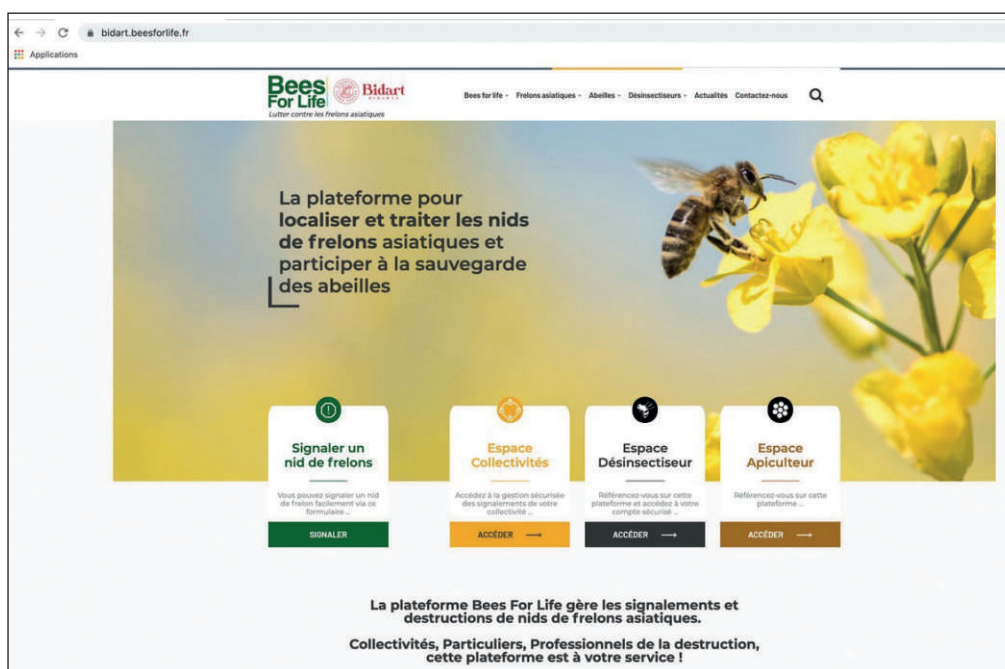 bidart.beesforlife.fr
Applications
Bees For Life
Bidart
Lutter contre les frelons asiatiques
Bees for life
Frelons asiatiques
Abeilles
Désinsectiseurs
Actualités
Contactez-nous
La plateforme pour
localiser et traiter les nids
de frelons asiatiques et
participer à la sauvegarde
des abeilles
Signaler un
nid de frelons
Vous pouvez signaler un nid
de frelon facilement via ce
formulaire ...
SIGNALER
Espace
Collectivités
Accédez à la gestion sécurisée
des signalements de votre
collectivité ...
ACCÉDER
Espace
Désinsectiseur
Référencez-vous sur cette
plateforme et accédez à votre
compte sécurisé ...
ACCÉDER
Espace
Apiculteur
Référencez-vous sur cette
plateforme ...
ACCÉDER
La plateforme Bees For Life gère les signalements et
destructions de nids de frelons asiatiques.
Collectivités, Particuliers, Professionnels de la destruction,
cette plateforme est à votre service !